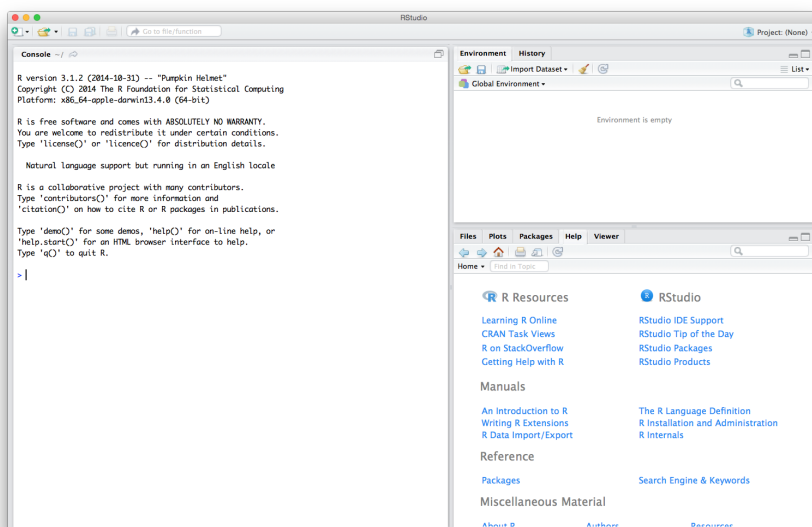 RStudio
Go to file/function
Project: (None)
Console ~/
R version 3.1.2 (2014-10-31) -- "Pumpkin Helmet"
Copyright (C) 2014 The R Foundation for Statistical Computing
Platform: x86_64-apple-darwin13.4.0 (64-bit)
R is free software and comes with ABSOLUTELY NO WARRANTY.
You are welcome to redistribute it under certain conditions.
Type 'license()' or 'licence()' for distribution details.
Natural language support but running in an English locale
R is a collaborative project with many contributors.
Type 'contributors()' for more information and
'citation()' on how to cite R or R packages in publications.
Type 'demo()' for some demos, 'help()' for on-line help, or
'help.start()' for an HTML browser interface to help.
Type 'q()' to quit R.
>
Environment History
Import Dataset
List
Global Environment
Environment is empty
Files Plots Packages Help Viewer
Home Find in Topic
R R Resources
R RStudio
Learning R Online
RStudio IDE Support
CRAN Task Views
RStudio Tip of the Day
R on StackOverflow
RStudio Packages
Getting Help with R
RStudio Products
Manuals
An Introduction to R
The R Language Definition
Writing R Extensions
R Installation and Administration
R Data Import/Export
R Internals
Reference
Packages
Search Engine & Keywords
Miscellaneous Material
About R
Authors
Resources